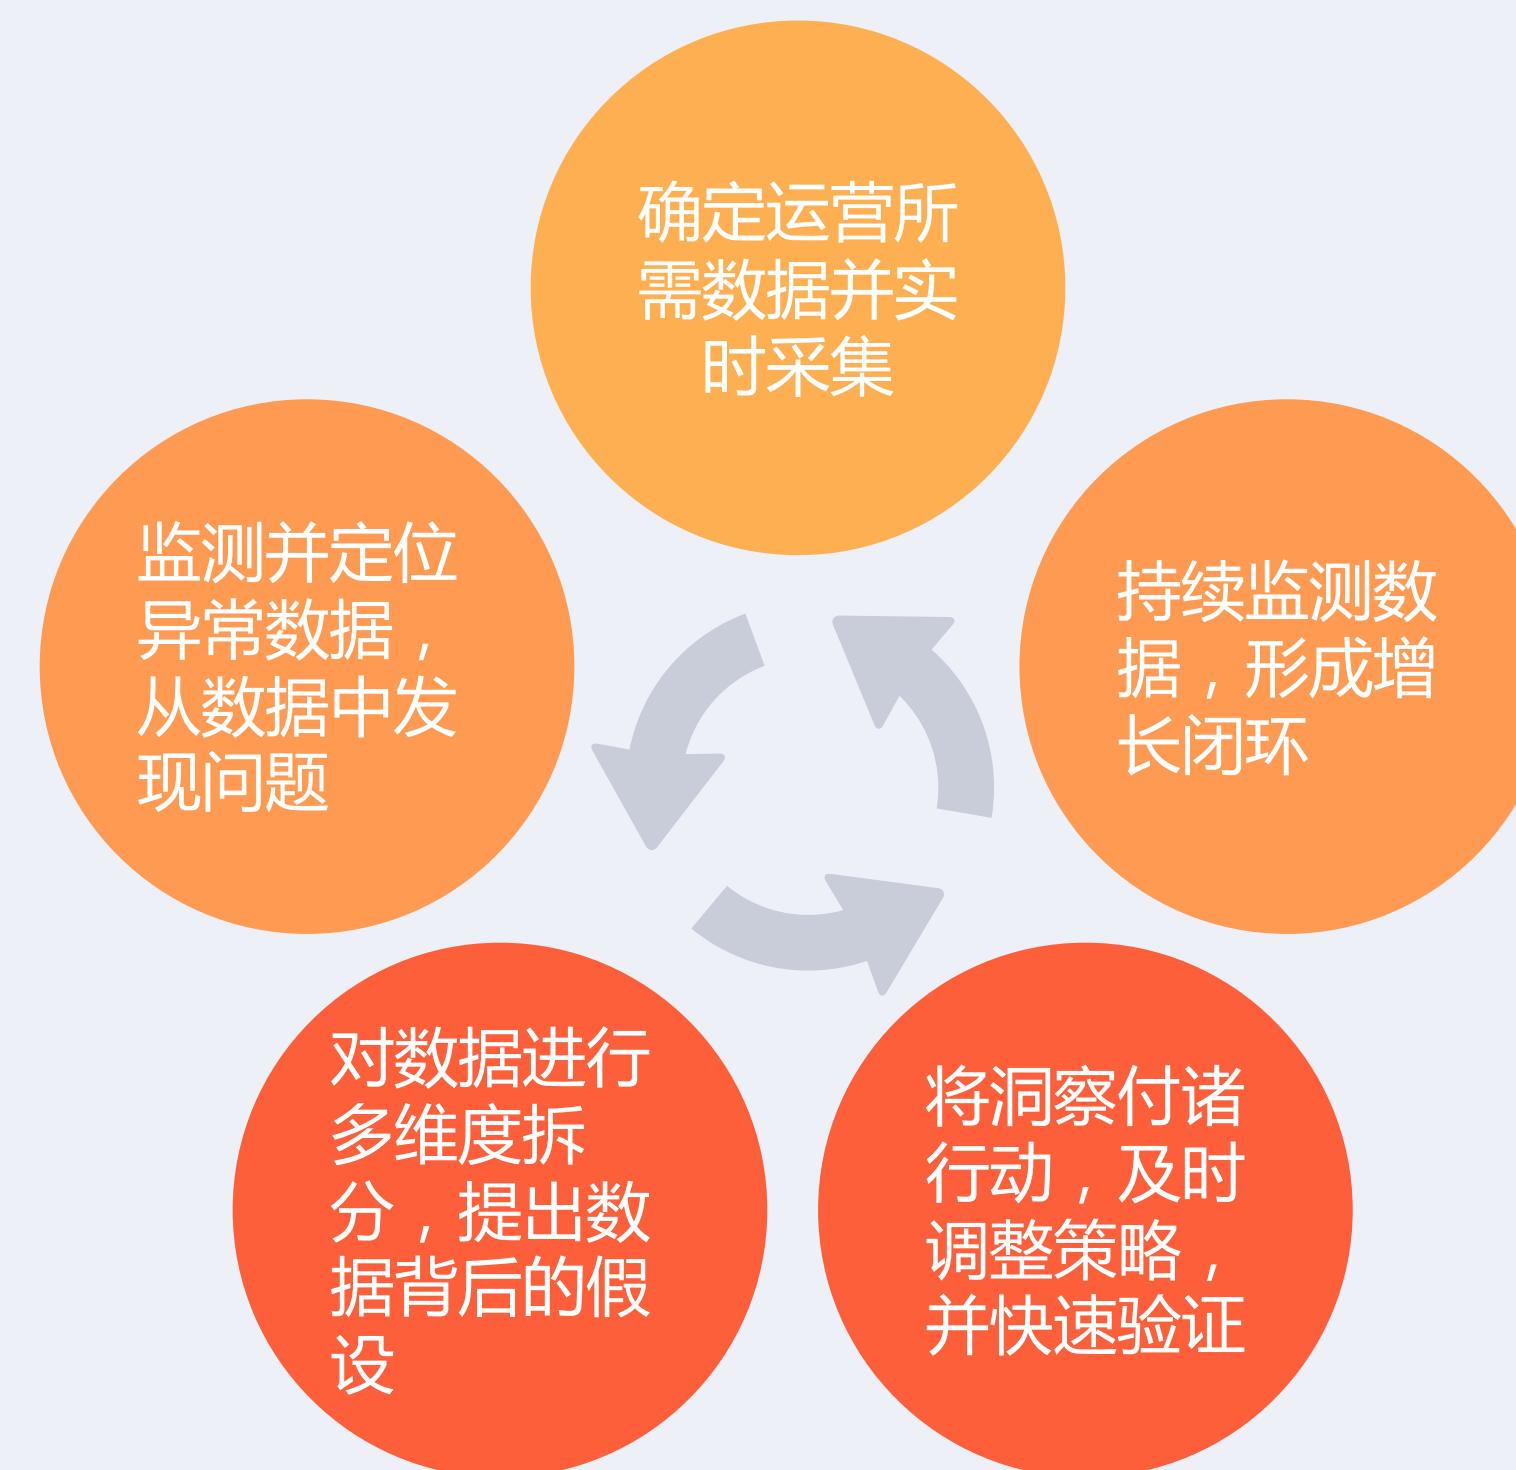 确定运营所
需数据并实
时采集
监测并定位
异常数据，
从数据中发
现问题
对数据进行
多维度拆
分，提出数
据背后的假
设
将洞察付诸
行动，及时
调整策略，
并快速验证
持续监测数
据，形成增
长闭环